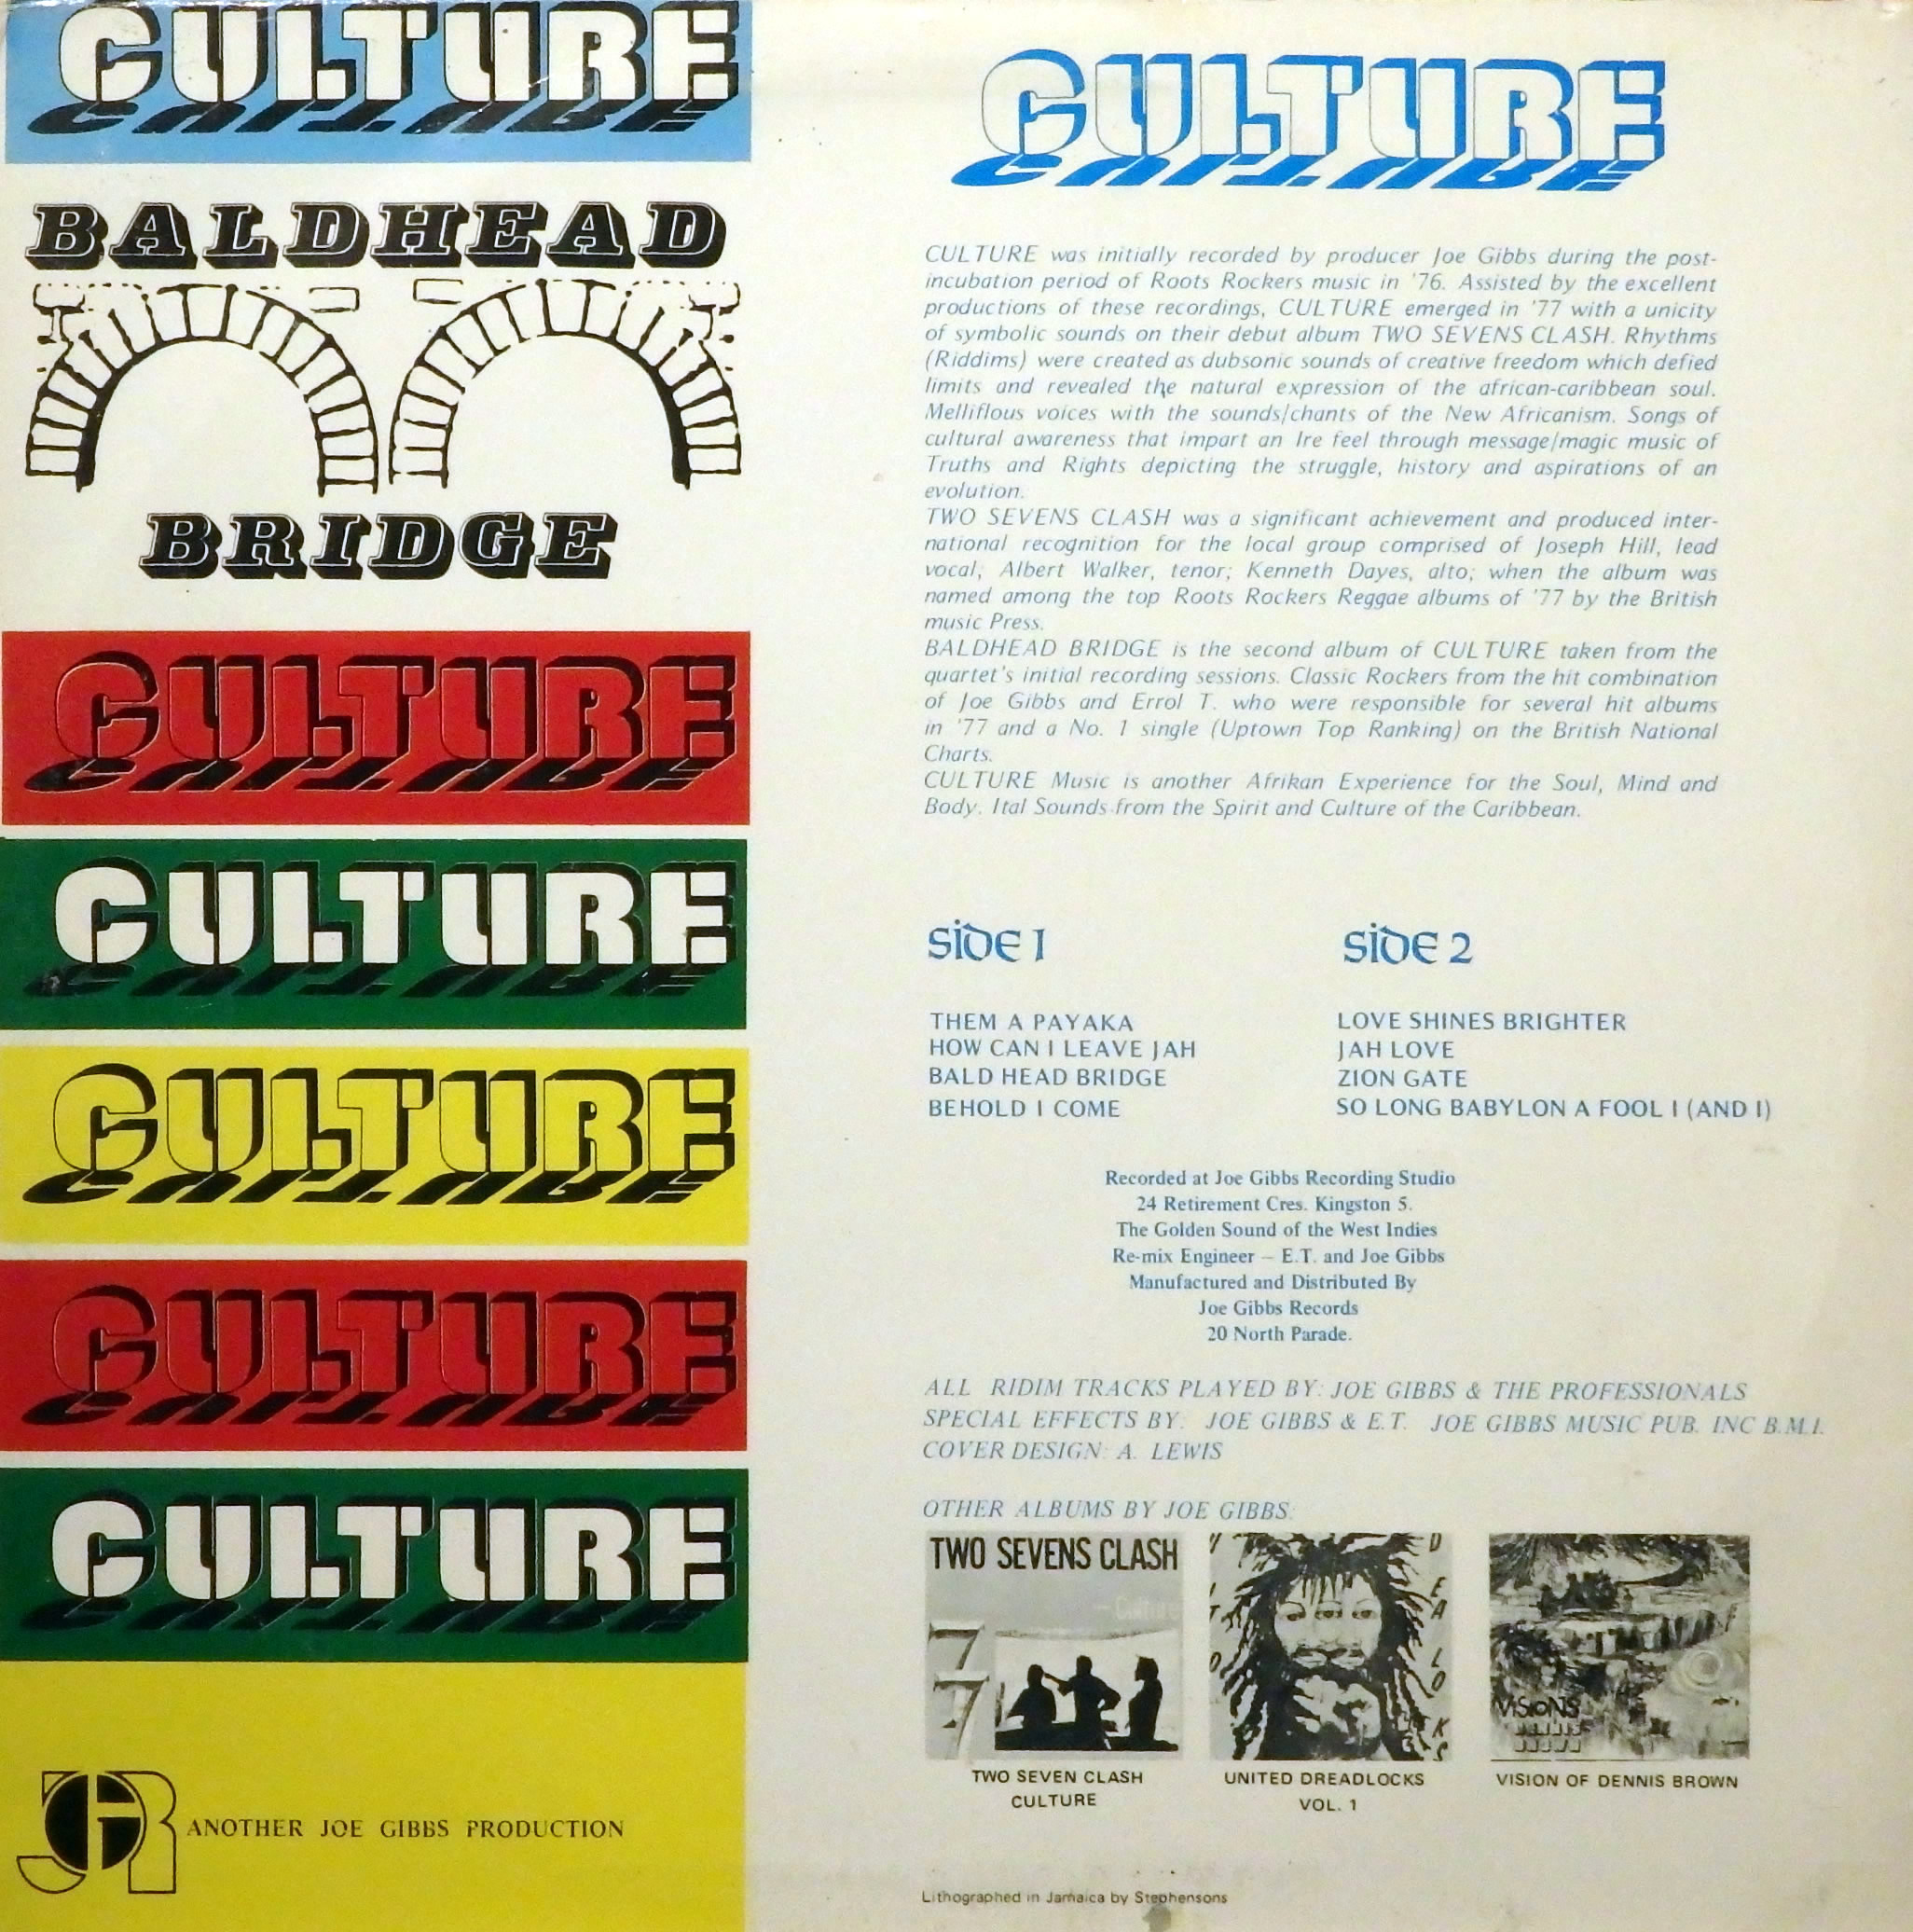 CULTURE
BALDHEAD
BRIDGE
CULTURE
CULTURE
CULTURE
CULTURE
CULTURE
JGR
ANOTHER JOE GIBBS PRODUCTION
CULTURE
CULTURE was initially recorded by producer Joe Gibbs during the post-
incubation period of Roots Rockers music in '76. Assisted by the excellent
productions of these recordings, CULTURE emerged in '77 with a unicity
of symbolic sounds on their debut album TWO SEVENS CLASH. Rhythms
(Riddims) were created as dubsonic sounds of creative freedom which defied
limits and revealed the natural expression of the african-caribbean soul.
Melliflous voices with the sounds/chants of the New Africanism. Songs of
cultural awareness that impart an Ire feel through message/magic music of
Truths and Rights depicting the struggle, history and aspirations of an
evolution.
TWO SEVENS CLASH was a significant achievement and produced inter-
national recognition for the local group comprised of Joseph Hill, lead
vocal; Albert Walker, tenor; Kenneth Dayes, alto; when the album was
named among the top Roots Rockers Reggae albums of '77 by the British
music Press.
BALDHEAD BRIDGE is the second album of CULTURE taken from the
quartet's initial recording sessions. Classic Rockers from the hit combination
of Joe Gibbs and Errol T. who were responsible for several hit albums
in '77 and a No. 1 single (Uptown Top Ranking) on the British National
Charts.
CULTURE Music is another Afrikan Experience for the Soul, Mind and
Body. Ital Sounds from the Spirit and Culture of the Caribbean.
SIDE 1
THEM A PAYAKA
HOW CAN I LEAVE JAH
BALD HEAD BRIDGE
BEHOLD I COME
SIDE 2
LOVE SHINES BRIGHTER
JAH LOVE
ZION GATE
SO LONG BABYLON A FOOL I (AND I)
Recorded at Joe Gibbs Recording Studio
24 Retirement Cres. Kingston 5.
The Golden Sound of the West Indies
Re-mix Engineer – E.T. and Joe Gibbs
Manufactured and Distributed By
Joe Gibbs Records
20 North Parade.
ALL RIDIM TRACKS PLAYED BY: JOE GIBBS & THE PROFESSIONALS
SPECIAL EFFECTS BY: JOE GIBBS & E.T. JOE GIBBS MUSIC PUB. INC B.M.I.
COVER DESIGN: A. LEWIS
OTHER ALBUMS BY JOE GIBBS:
TWO SEVENS CLASH
Culture
7
7
UNITED
DREADLOCKS
VISIONS
DENNIS
BROWN
TWO SEVEN CLASH
CULTURE
UNITED DREADLOCKS
VOL. 1
VISION OF DENNIS BROWN
Lithographed in Jamaica by Stephensons